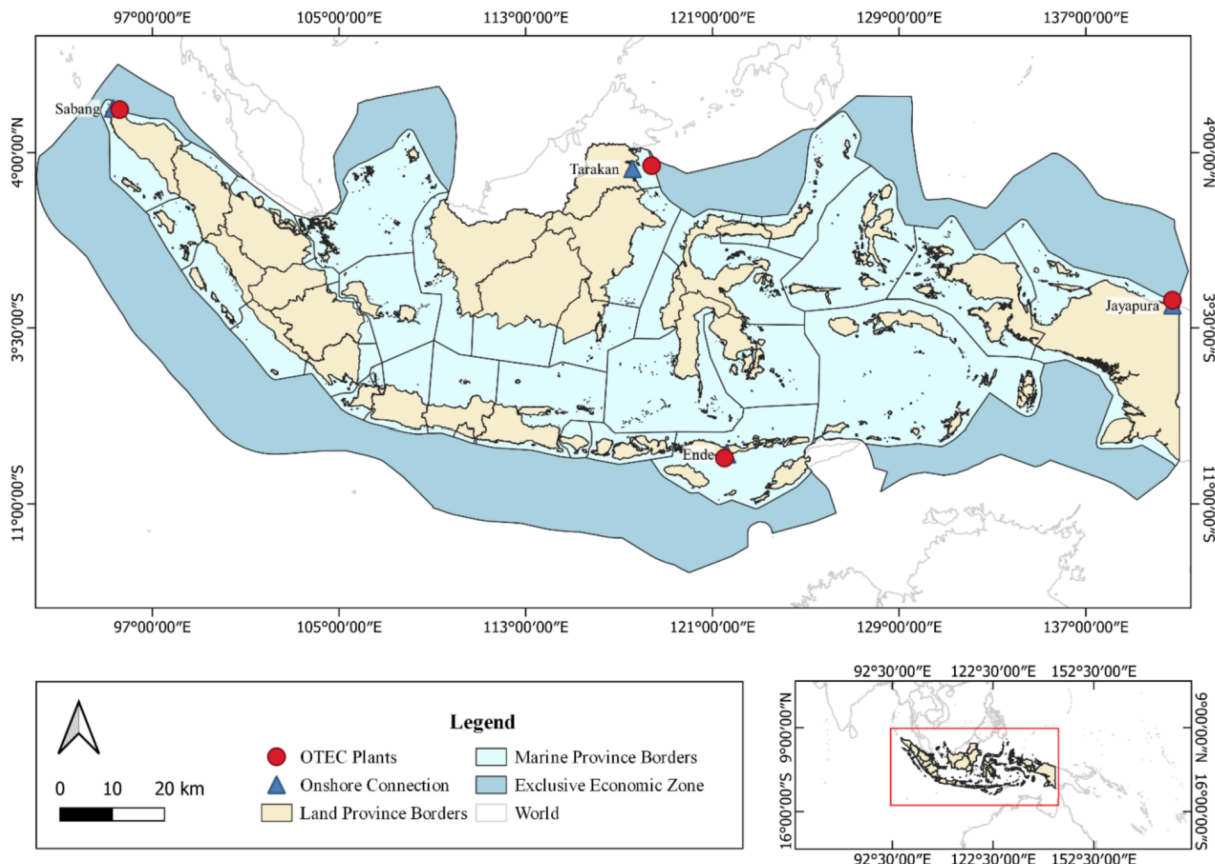 97°00′00″E 105°00′00″E 113°00′00″E 121°00′00″E 129°00′00″E 137°00′00″E
4°00′00″N
3°30′00″S
11°00′00″S
Sabang
Tarakan
Jayapura
Ende
4°00′00″N
3°30′00″S
11°00′00″S
97°00′00″E 105°00′00″E 113°00′00″E 121°00′00″E 129°00′00″E 137°00′00″E
0 10 20 km
Legend
OTEC Plants
Onshore Connection
Land Province Borders
Marine Province Borders
Exclusive Economic Zone
World
92°30′00″E 122°30′00″E 152°30′00″E
9°00′00″N
16°00′00″S
9°00′00″N
16°00′00″S
92°30′00″E 122°30′00″E 152°30′00″E